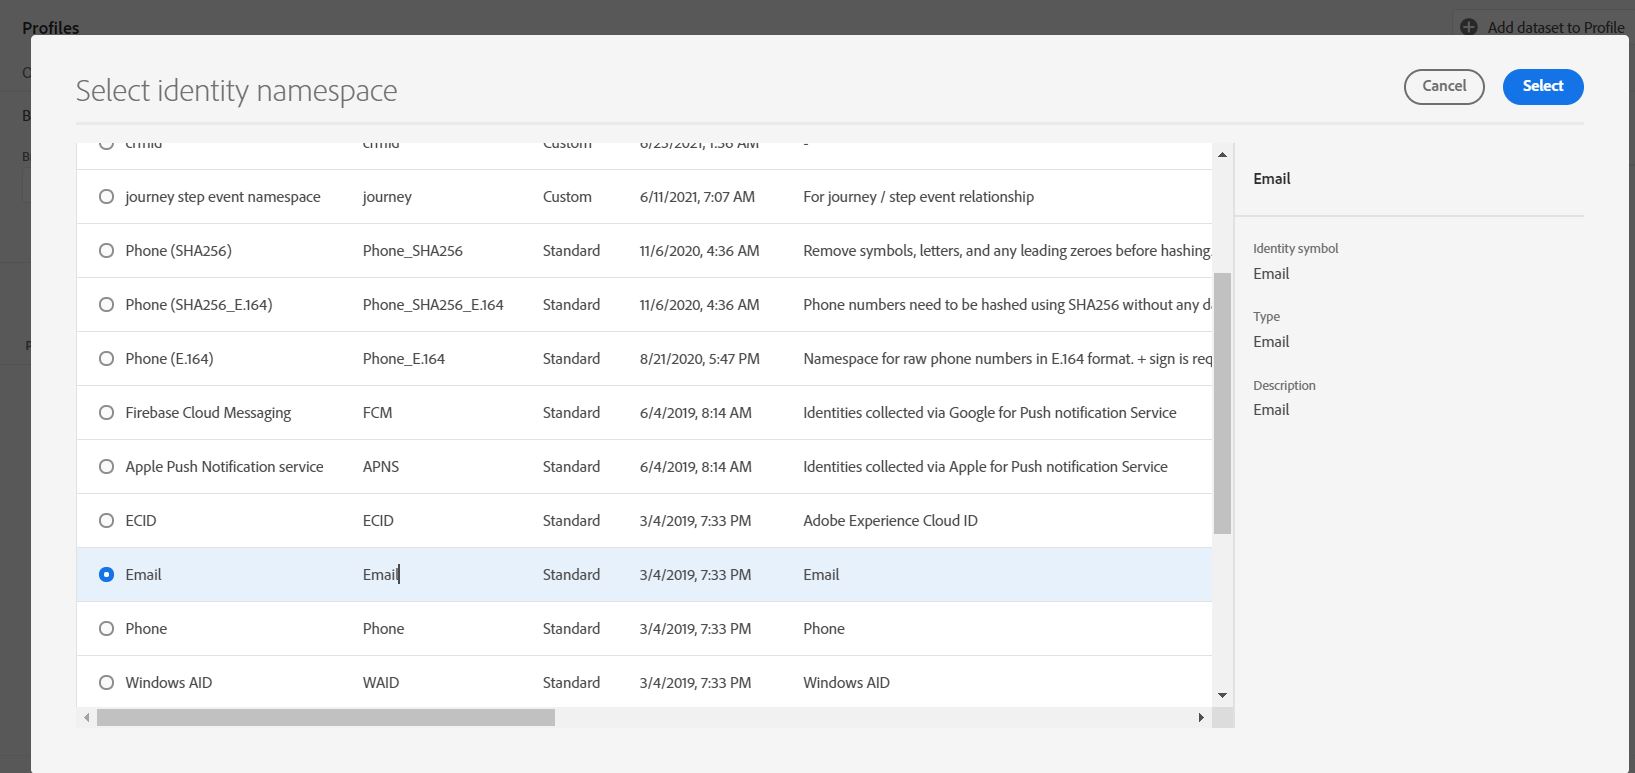 Profiles
Add dataset to Profile
Select identity namespace
Cancel
Select
crmid crmid Custom 6/23/2021, 1:36 AM -
journey step event namespace journey Custom 6/11/2021, 7:07 AM For journey / step event relationship
Phone (SHA256) Phone_SHA256 Standard 11/6/2020, 4:36 AM Remove symbols, letters, and any leading zeroes before hashing.
Phone (SHA256_E.164) Phone_SHA256_E.164 Standard 11/6/2020, 4:36 AM Phone numbers need to be hashed using SHA256 without any d
Phone (E.164) Phone_E.164 Standard 8/21/2020, 5:47 PM Namespace for raw phone numbers in E.164 format. + sign is req
Firebase Cloud Messaging FCM Standard 6/4/2019, 8:14 AM Identities collected via Google for Push notification Service
Apple Push Notification service APNS Standard 6/4/2019, 8:14 AM Identities collected via Apple for Push notification Service
ECID ECID Standard 3/4/2019, 7:33 PM Adobe Experience Cloud ID
Email Email Standard 3/4/2019, 7:33 PM Email
Phone Phone Standard 3/4/2019, 7:33 PM Phone
Windows AID WAID Standard 3/4/2019, 7:33 PM Windows AID
Email
Identity symbol
Email
Type
Email
Description
Email